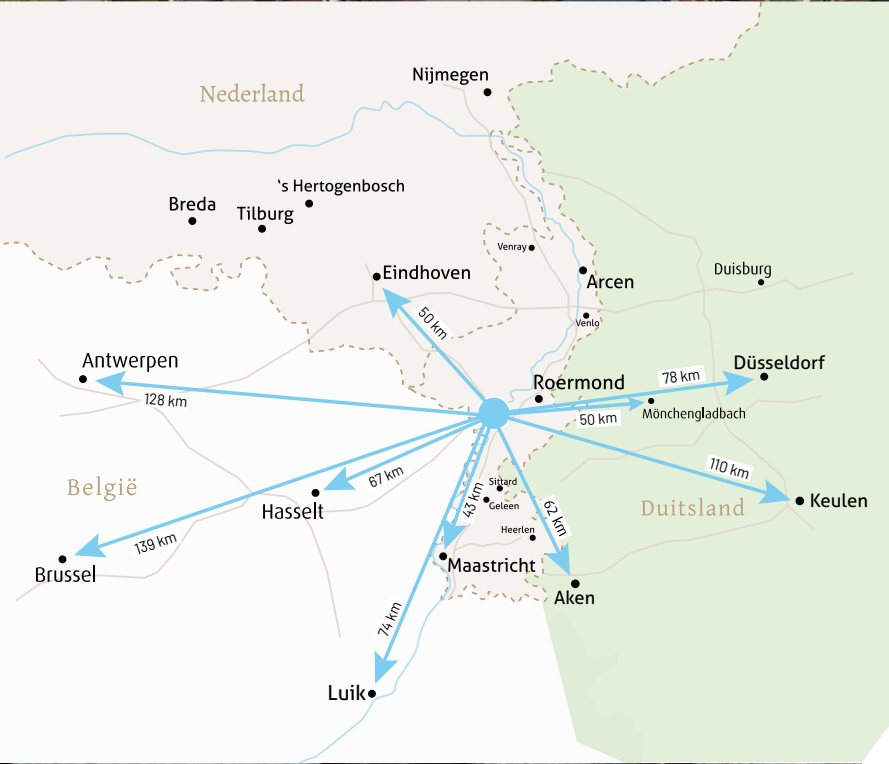 Nijmegen
Nederland
's Hertogenbosch
Breda
Tilburg
Venray
Eindhoven
Arcen
Duisburg
50 km
Venlo
Antwerpen
Düsseldorf
78 km
Roermond
128 km
50 km
Mönchengladbach
110 km
67 km
Sittard
België
43 km
Geleen
Duitsland
Keulen
Hasselt
62 km
Heerlen
139 km
Brussel
Maastricht
Aken
74 km
Luik